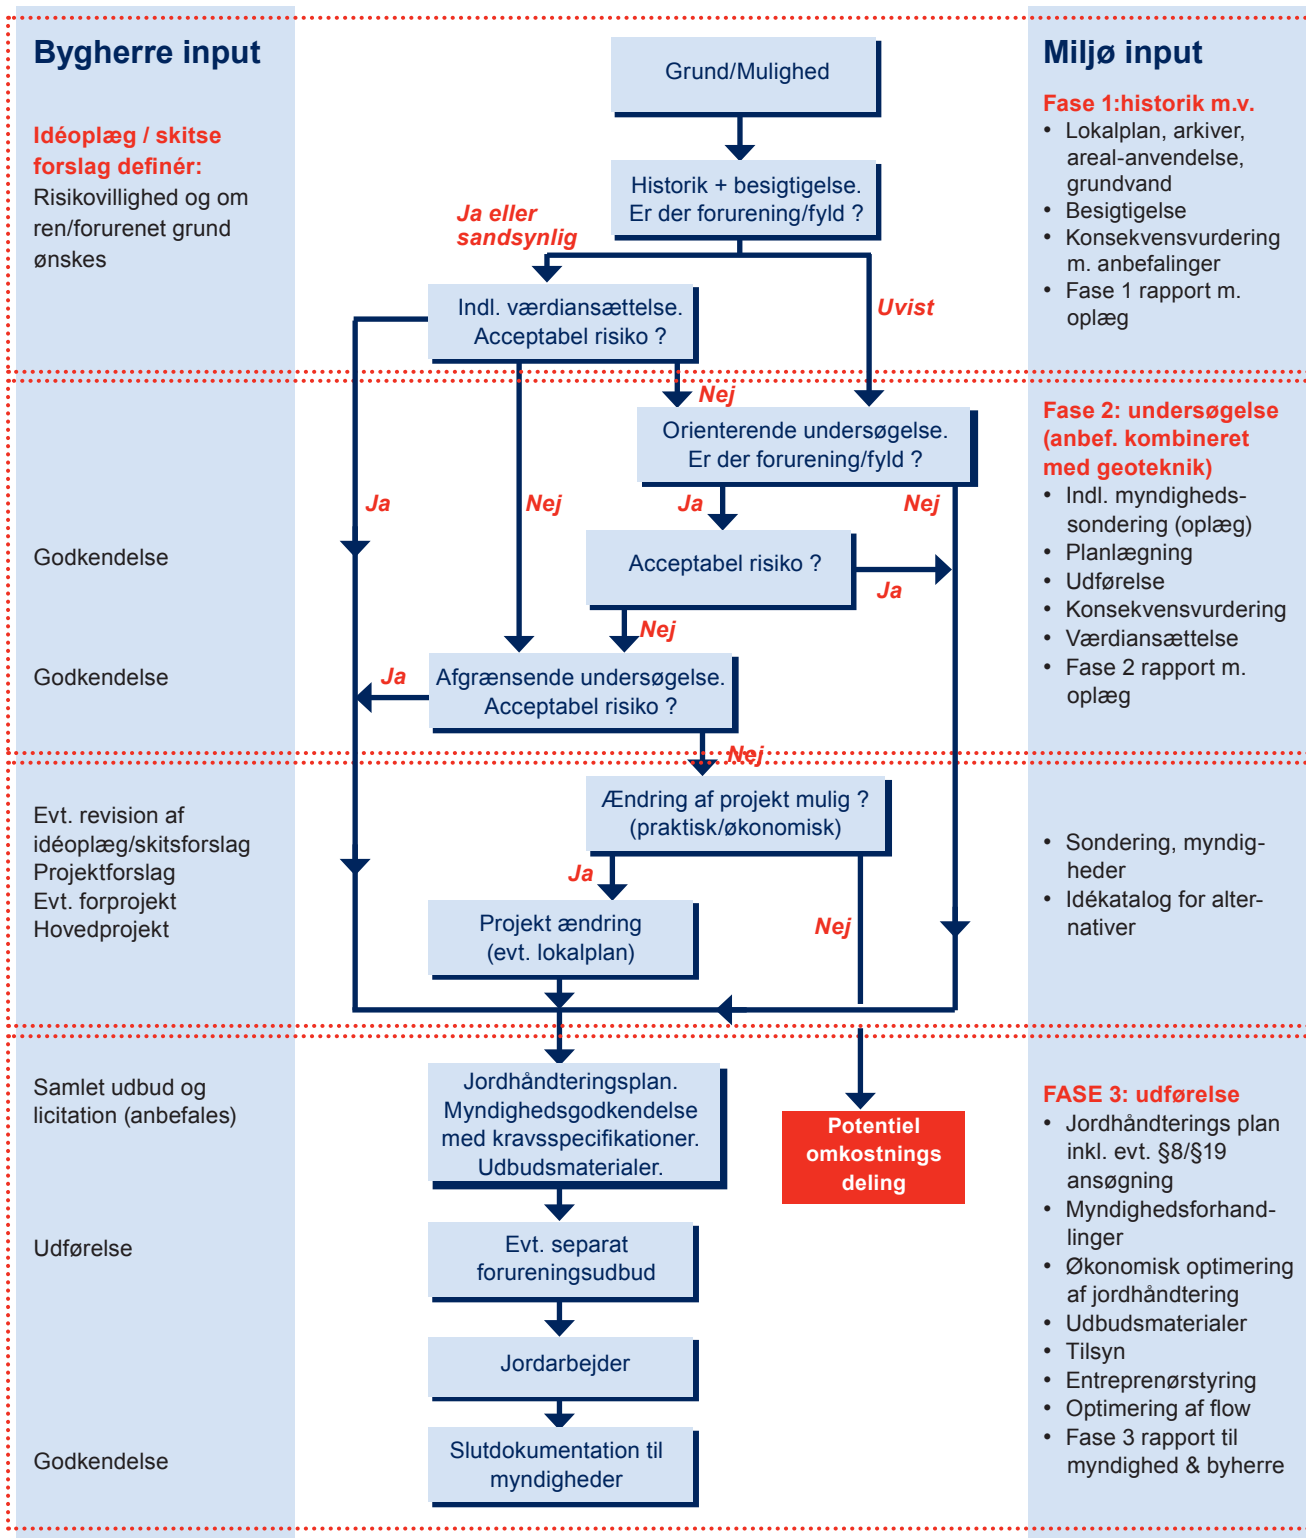 Bygherre input
Idéoplæg / skitse
forslag definér:
Risikovillighed og om
ren/forurenet grund
ønskes
Godkendelse
Godkendelse
Evt. revision af
idéoplæg/skitsforslag
Projektforslag
Evt. forprojekt
Hovedprojekt
Samlet udbud og
licitation (anbefales)
Udførelse
Godkendelse
Grund/Mulighed
Historik + besigtigelse.
Er der forurening/fyld ?
Ja eller
sandsynlig
Uvist
Indl. værdiansættelse.
Acceptabel risiko ?
Nej
Orienterende undersøgelse.
Er der forurening/fyld ?
Ja
Nej
Ja
Nej
Acceptabel risiko ?
Ja
Nej
Afgrænsende undersøgelse.
Acceptabel risiko ?
Ja
Nej
Ændring af projekt mulig ?
(praktisk/økonomisk)
Ja
Nej
Projekt ændring
(evt. lokalplan)
Jordhåndteringsplan.
Myndighedsgodkendelse
med kravsspecifikationer.
Udbudsmaterialer.
Potentiel
omkostnings
deling
Evt. separat
forureningsudbud
Jordarbejder
Slutdokumentation til
myndigheder
Miljø input
Fase 1:historik m.v.
• Lokalplan, arkiver,
areal-anvendelse,
grundvand
• Besigtigelse
• Konsekvensvurdering
m. anbefalinger
• Fase 1 rapport m.
oplæg
Fase 2: undersøgelse
(anbef. kombineret
med geoteknik)
• Indl. myndigheds-
sondering (oplæg)
• Planlægning
• Udførelse
• Konsekvensvurdering
• Værdiansættelse
• Fase 2 rapport m.
oplæg
• Sondering, myndig-
heder
• Idékatalog for alter-
nativer
FASE 3: udførelse
• Jordhåndterings plan
inkl. evt. §8/§19
ansøgning
• Myndighedsforhand-
linger
• Økonomisk optimering
af jordhåndtering
• Udbudsmaterialer
• Tilsyn
• Entreprenørstyring
• Optimering af flow
• Fase 3 rapport til
myndighed & byherre